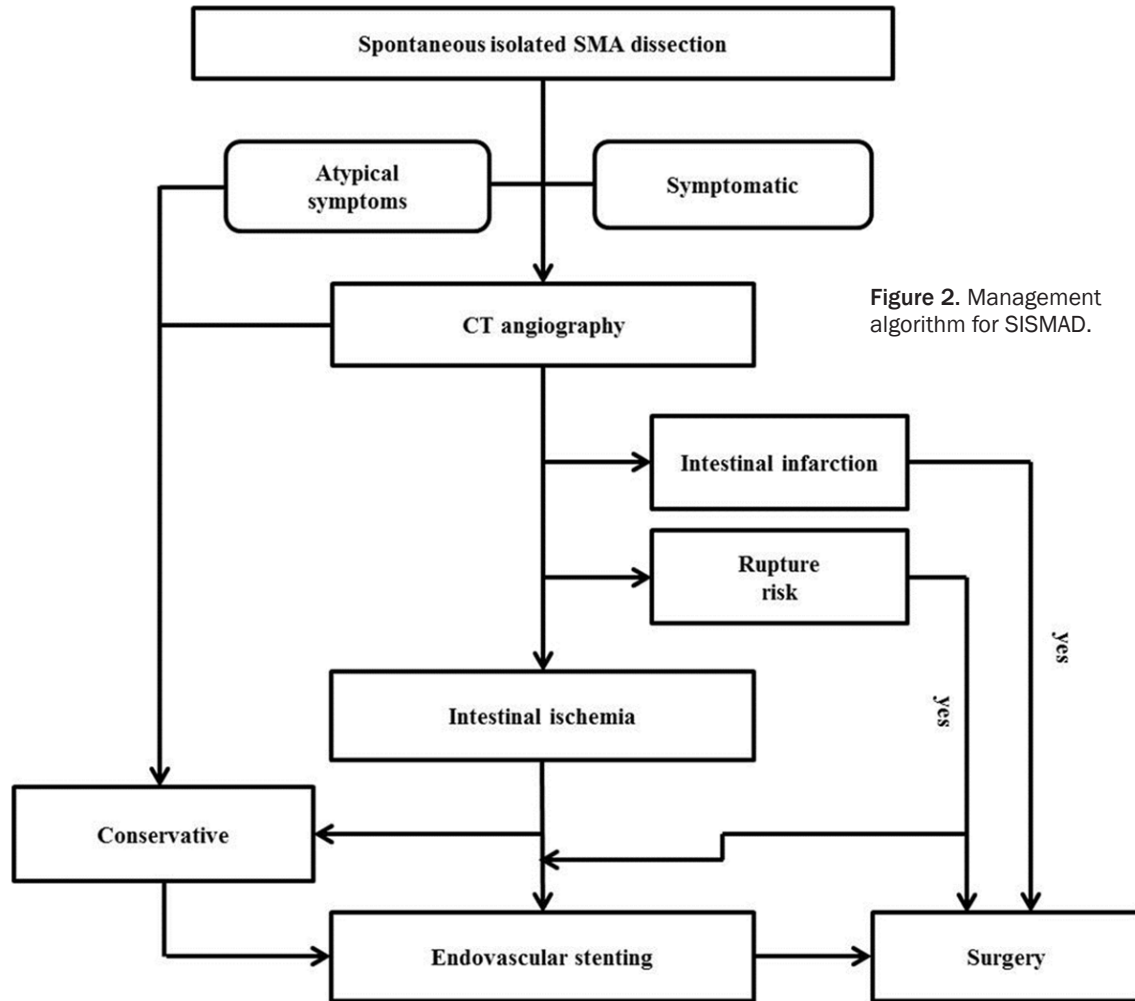 Spontaneous isolated SMA dissection
Atypical
symptoms
Symptomatic
CT angiography
Figure 2. Management
algorithm for SISMAD.
Intestinal infarction
Rupture
risk
yes
yes
Intestinal ischemia
Conservative
Endovascular stenting
Surgery